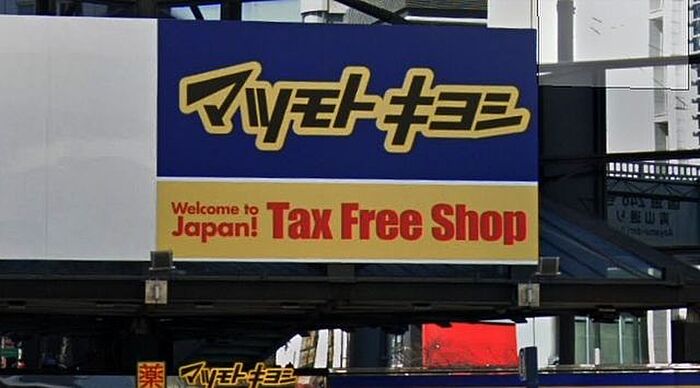 マツモトキヨシ
Welcome to
Japan!
Tax Free Shop
薬
マツモトキヨシ